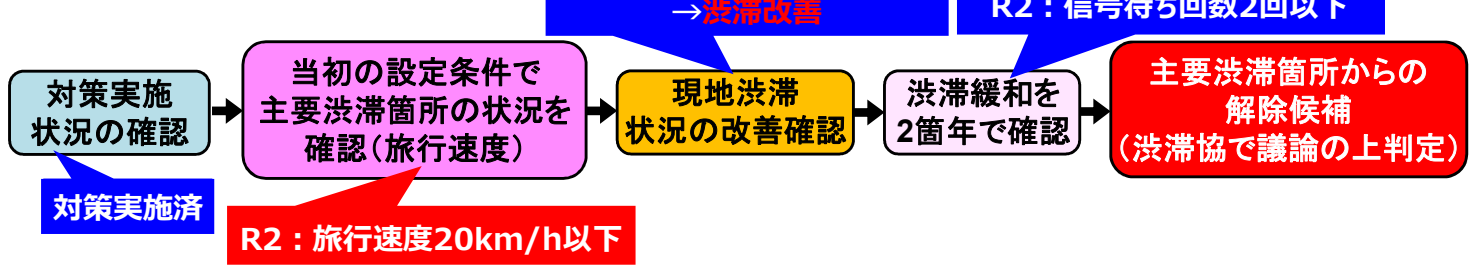 →渋滞改善
R2：信号待ち回数2回以下
対策実施
状況の確認
当初の設定条件で
主要渋滞箇所の状況を
確認（旅行速度）
現地渋滞
状況の改善確認
渋滞緩和を
2箇年で確認
主要渋滞箇所からの
解除候補
（渋滞協で議論の上判定）
対策実施済
R2：旅行速度20km/h以下